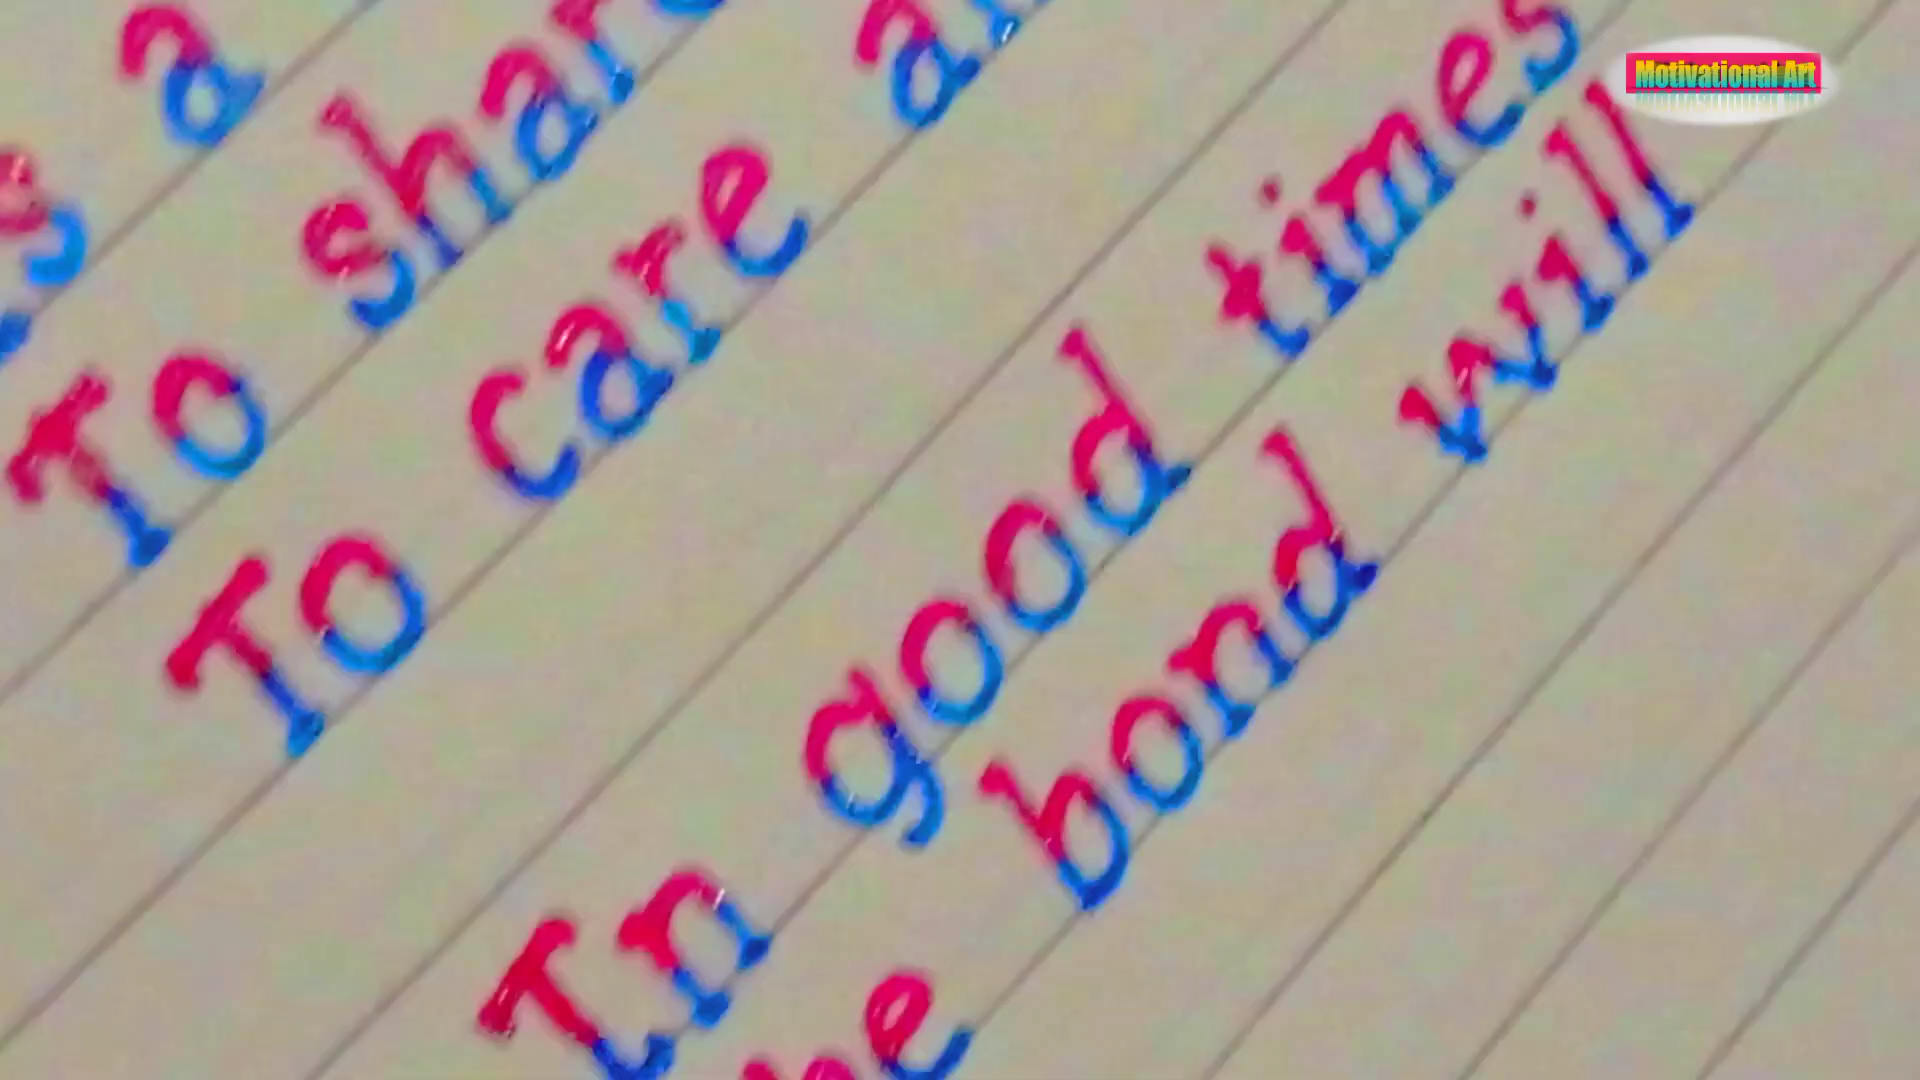 a
To share
To care
In good times
bond will
Motivational Art